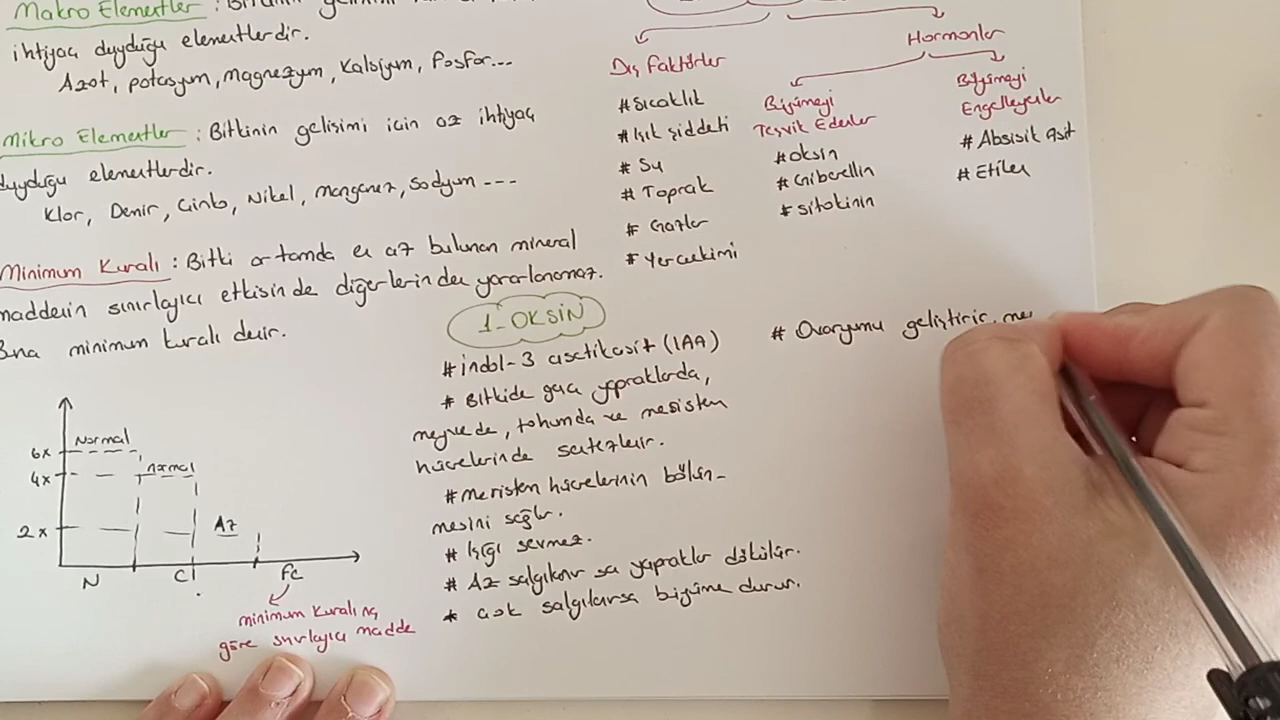 Makro Elementler :
ihtiyaç duyduğu elementlerdir.
Azot, potasyum, Magnezyum, Kalsiyum, Fosfor...
Mikro Elementler : Bitkinin gelişimi için az ihtiyaç
duyduğu elementlerdir.
Klor, Demir, Çinko, Nikel, mangenez, Sodyum ---
Minimum Kuralı : Bitki ortamda en az bulunan mineral
maddenin sınırlayıcı etkisinde diğerlerinden yararlanamaz.
Buna minimum kuralı denir.
6x
Normal
4x
normal
2x
Az
N
Cl
Fe
minimum Kuralına
göre sınırlayıcı madde
Dış Faktörler
#Sıcaklık
#Işık şiddeti
# Su
# Toprak
# Gazlar
# Yerçekimi
Hormonlar
Büyümeyi
Teşvik Edenler
#oksin
#Giberellin
# sitokinin
Büyümeyi
Engelleyenler
# Absisik Asit
# Etilen
1- OKSİN
#indol-3 asetikasit (IAA)
# Bitkide genç yapraklarda,
meyvede, tohumda ve meristem
hücrelerinde sentezlenir.
#meristem hücrelerinin bölün-
mesini sağlar.
# Işığı sevmez.
# Az salgılanırsa yapraklar dökülür.
* çok salgılanırsa büyüme durur.
# Ovaryumu geliştirir. me